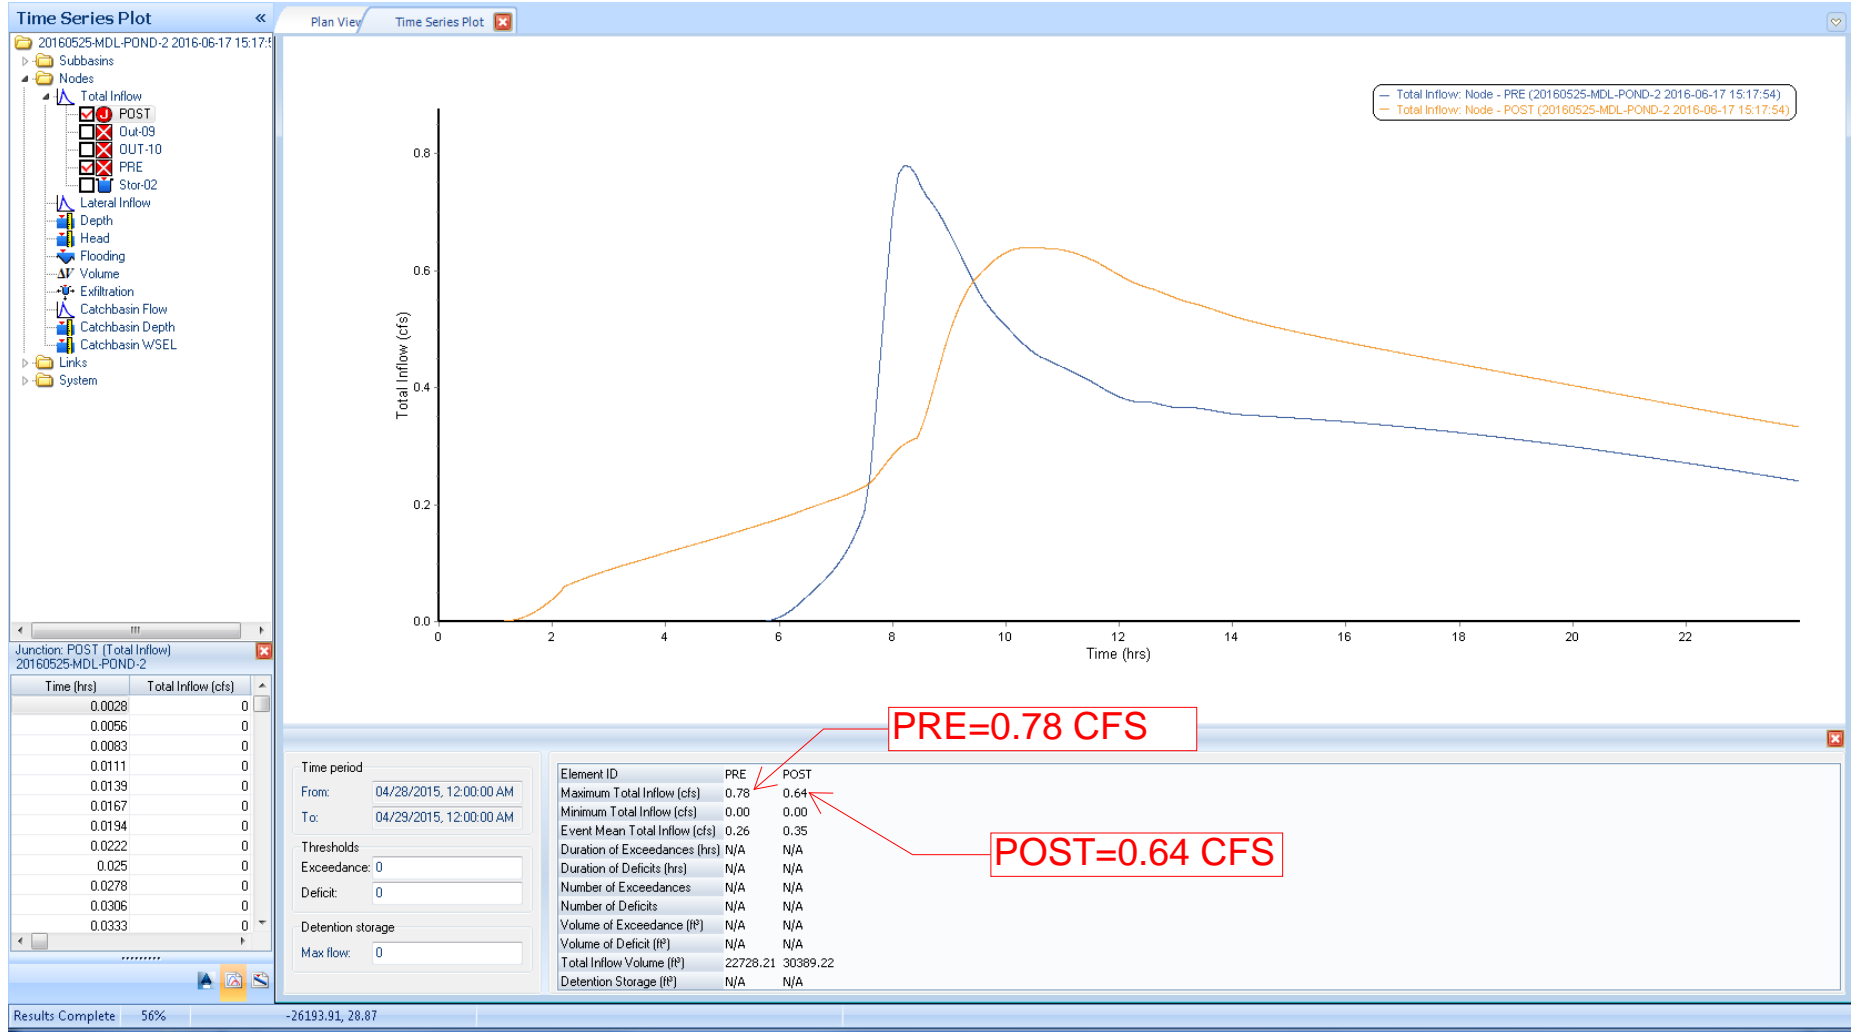 Time Series Plot «
20160525-MDL-POND-2 2016-06-17 15:17:5
Subbasins
Nodes
Total Inflow
POST
Out-09
OUT-10
PRE
Stor-02
Lateral Inflow
Depth
Head
Flooding
ΔV Volume
Exfiltration
Catchbasin Flow
Catchbasin Depth
Catchbasin WSEL
Links
System
Junction: POST (Total Inflow)
20160525-MDL-POND-2
Time (hrs) Total Inflow (cfs)
0.0028 0
0.0056 0
0.0083 0
0.0111 0
0.0139 0
0.0167 0
0.0194 0
0.0222 0
0.025 0
0.0278 0
0.0306 0
0.0333 0
Plan View Time Series Plot
Total Inflow: Node - PRE (20160525-MDL-POND-2 2016-06-17 15:17:54)
Total Inflow: Node - POST (20160525-MDL-POND-2 2016-06-17 15:17:54)
Total Inflow (cfs)
0.8
0.6
0.4
0.2
0.0
0 2 4 6 8 10 12 14 16 18 20 22
Time (hrs)
PRE=0.78 CFS
POST=0.64 CFS
Time period
From: 04/28/2015, 12:00:00 AM
To: 04/29/2015, 12:00:00 AM
Thresholds
Exceedance: 0
Deficit: 0
Detention storage
Max flow: 0
Element ID PRE POST
Maximum Total Inflow (cfs) 0.78 0.64
Minimum Total Inflow (cfs) 0.00 0.00
Event Mean Total Inflow (cfs) 0.26 0.35
Duration of Exceedances (hrs) N/A N/A
Duration of Deficits (hrs) N/A N/A
Number of Exceedances N/A N/A
Number of Deficits N/A N/A
Volume of Exceedance (ft³) N/A N/A
Volume of Deficit (ft³) N/A N/A
Total Inflow Volume (ft³) 22728.21 30389.22
Detention Storage (ft³) N/A N/A
Results Complete 56% -26193.91, 28.87